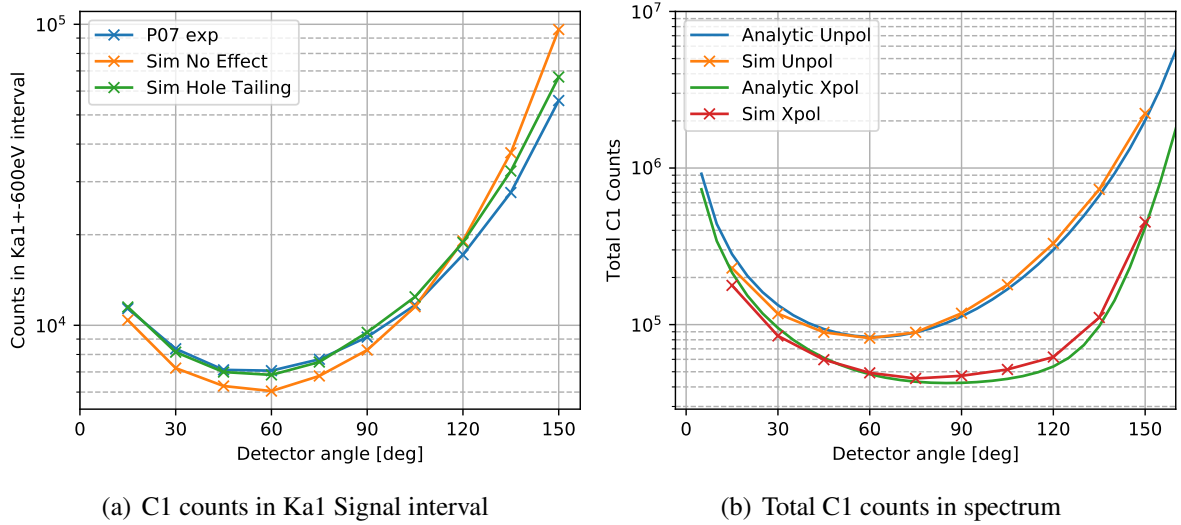 10^5
10^4
Counts in Ka1+-600eV interval
P07 exp
Sim No Effect
Sim Hole Tailing
0 30 60 90 120 150
Detector angle [deg]
(a) C1 counts in Ka1 Signal interval
10^7
10^6
10^5
Total C1 Counts
Analytic Unpol
Sim Unpol
Analytic Xpol
Sim Xpol
0 30 60 90 120 150
Detector angle [deg]
(b) Total C1 counts in spectrum